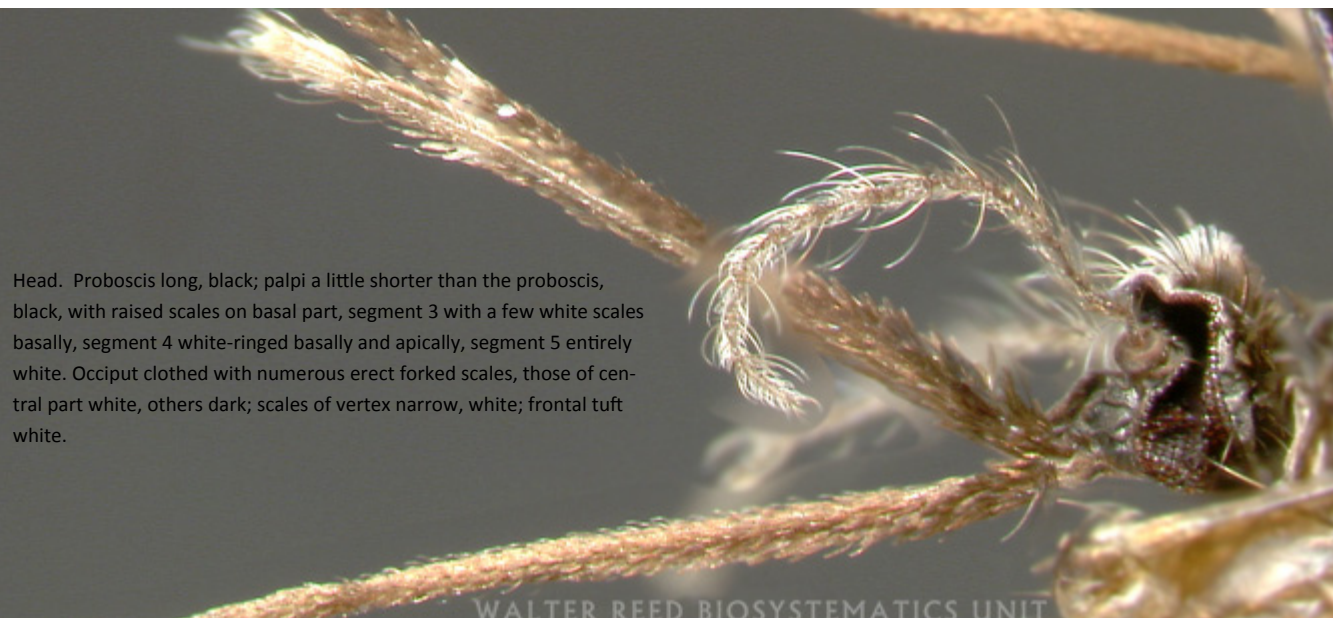 Head.  Proboscis long, black; palpi a little shorter than the proboscis,
black, with raised scales on basal part, segment 3 with a few white scales
basally, segment 4 white-ringed basally and apically, segment 5 entirely
white. Occiput clothed with numerous erect forked scales, those of cen-
tral part white, others dark; scales of vertex narrow, white; frontal tuft
white.
WALTER REED BIOSYSTEMATICS UNIT